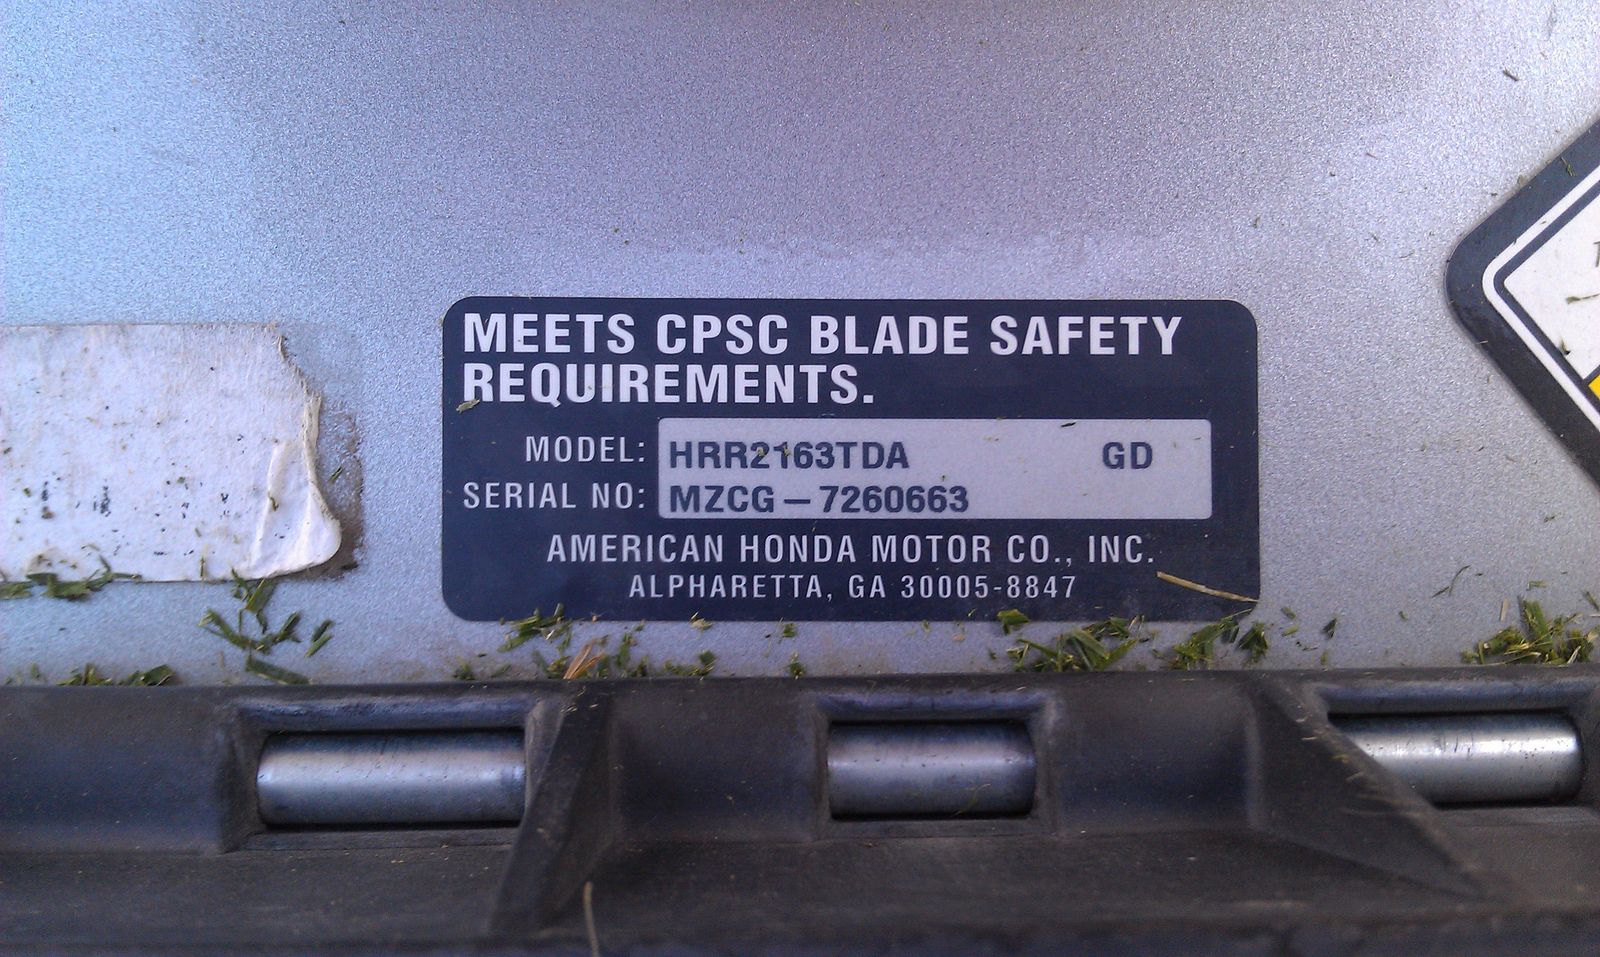 MEETS CPSC BLADE SAFETY
REQUIREMENTS.
MODEL: HRR2163TDA GD
SERIAL NO: MZCG – 7260663
AMERICAN HONDA MOTOR CO., INC.
ALPHARETTA, GA 30005-8847